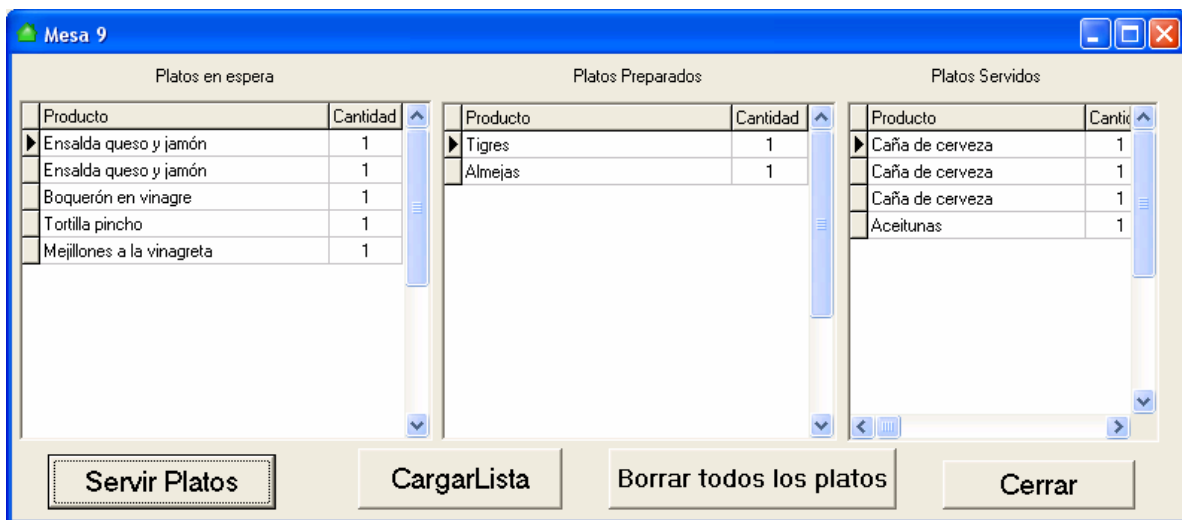 Mesa 9
Platos en espera Platos Preparados Platos Servidos
Producto Cantidad Producto Cantidad Producto Cantic
Ensalda queso y jamón 1 Tigres 1 Caña de cerveza 1
Ensalda queso y jamón 1 Almejas 1 Caña de cerveza 1
Boquerón en vinagre 1 Caña de cerveza 1
Tortilla pincho 1 Aceitunas 1
Mejillones a la vinagreta 1
Servir Platos CargarLista Borrar todos los platos Cerrar